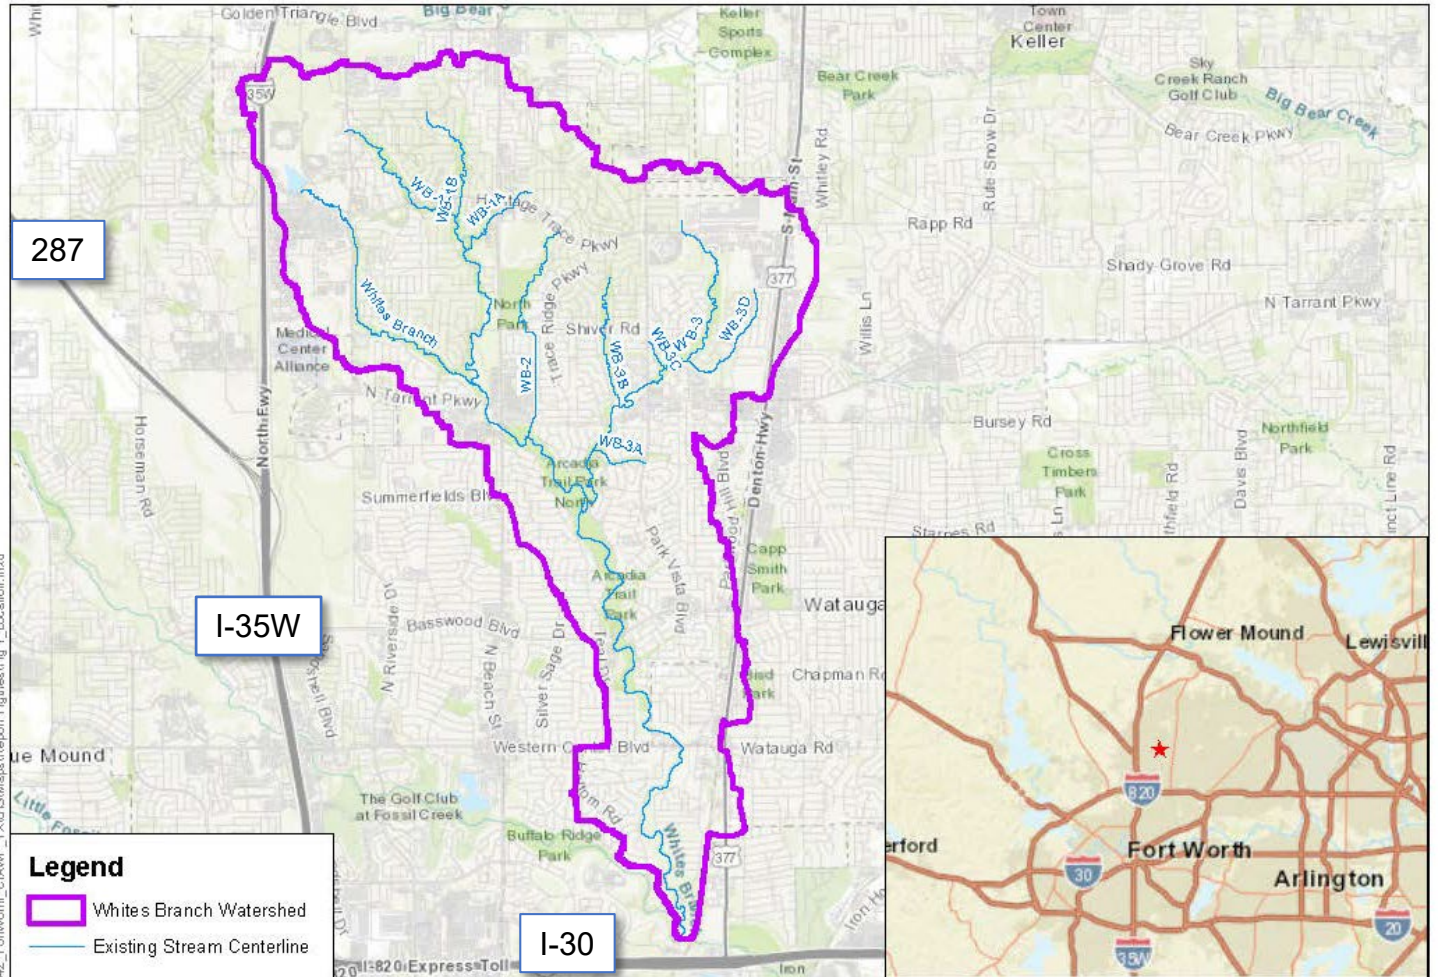 Golden Triangle Blvd
Big Bear
Keller
Sports
Complex
Town
Center
Keller
Sky
Creek Ranch
Golf Club
Big Bear Creek
Bear Creek
Park
Bear Creek Pkwy
35W
Whitley Rd
Rufe Snow Dr
S Main St
WB-1B
WB-1A
Heritage Trace Pkwy
Rapp Rd
287
377
Shady Grove Rd
N Tarrant Pkwy
Whites Branch
North
Park
Trace Ridge Pkwy
Shiver Rd
WB-2
WB-3B
WB-3C
WB-3
WB-3D
Willis Ln
Medical
Center
Alliance
N Tarrant Pkwy
North Fwy
Horseman Rd
Bursey Rd
Denton Hwy
Northfield
Park
WB-3A
Arcadia
Trail Park
North
Summerfields Blvd
Cross
Timbers
Park
Davis Blvd
Starnes Rd
Park Vista Blvd
Capp
Smith
Park
Arcadia
Trail
Park
Watauga
I-35W
Basswood Blvd
N Riverside Dr
N Beach St
Silver Sage Dr
Chapman Rd
Western Center Blvd
Watauga Rd
ue Mound
The Golf Club
at Fossil Creek
Buffalo Ridge
Park
377
Whites Branch
I-30
I-820 Express Toll
Iron
Legend
Whites Branch Watershed
Existing Stream Centerline
Flower Mound
Lewisvill
820
erford
Fort Worth
30
Arlington
20
35W